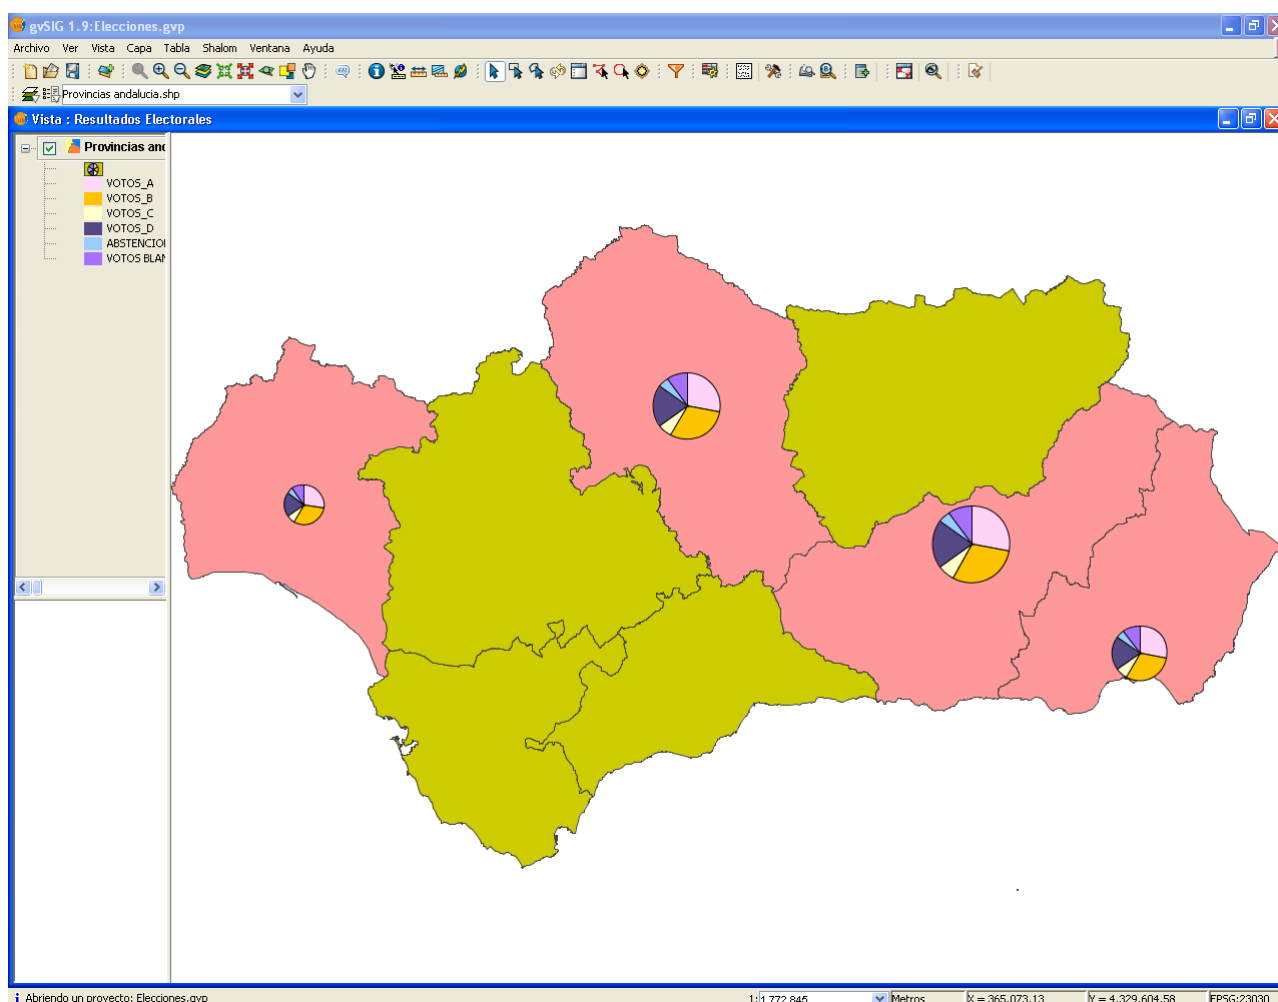 gvSIG 1.9:Elecciones.gvp
Archivo Ver Vista Capa Tabla Shalom Ventana Ayuda
Provincias andalucia.shp
Vista : Resultados Electorales
Provincias and
VOTOS_A
VOTOS_B
VOTOS_C
VOTOS_D
ABSTENCIO
VOTOS BLAN
Abriendo un proyecto: Elecciones.gvp 1: 1.772.845 Metros X = 365.073,13 Y = 4.329.604,58 EPSG:23030